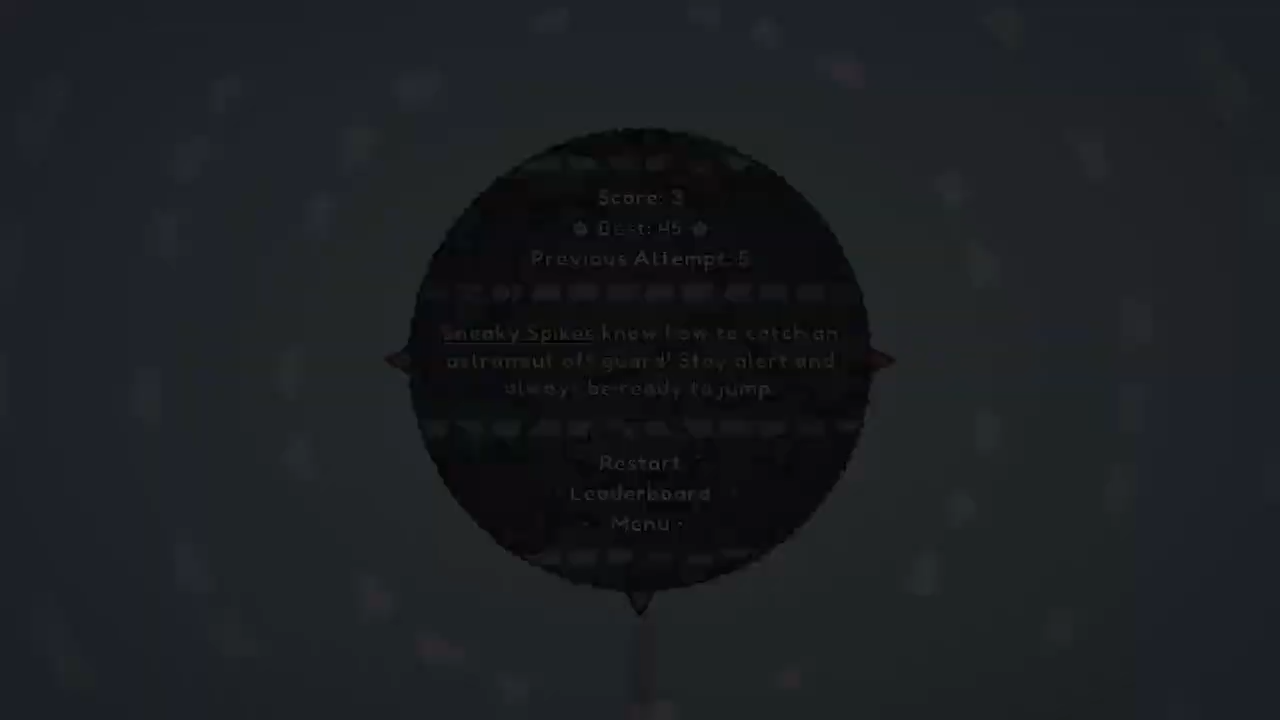 Score: 3
Best: 45
Previous Attempt: 5
Sneaky Spikes know how to catch an
astronaut off guard! Stay alert and
always be ready to jump.
Restart
Leaderboard
- Menu -